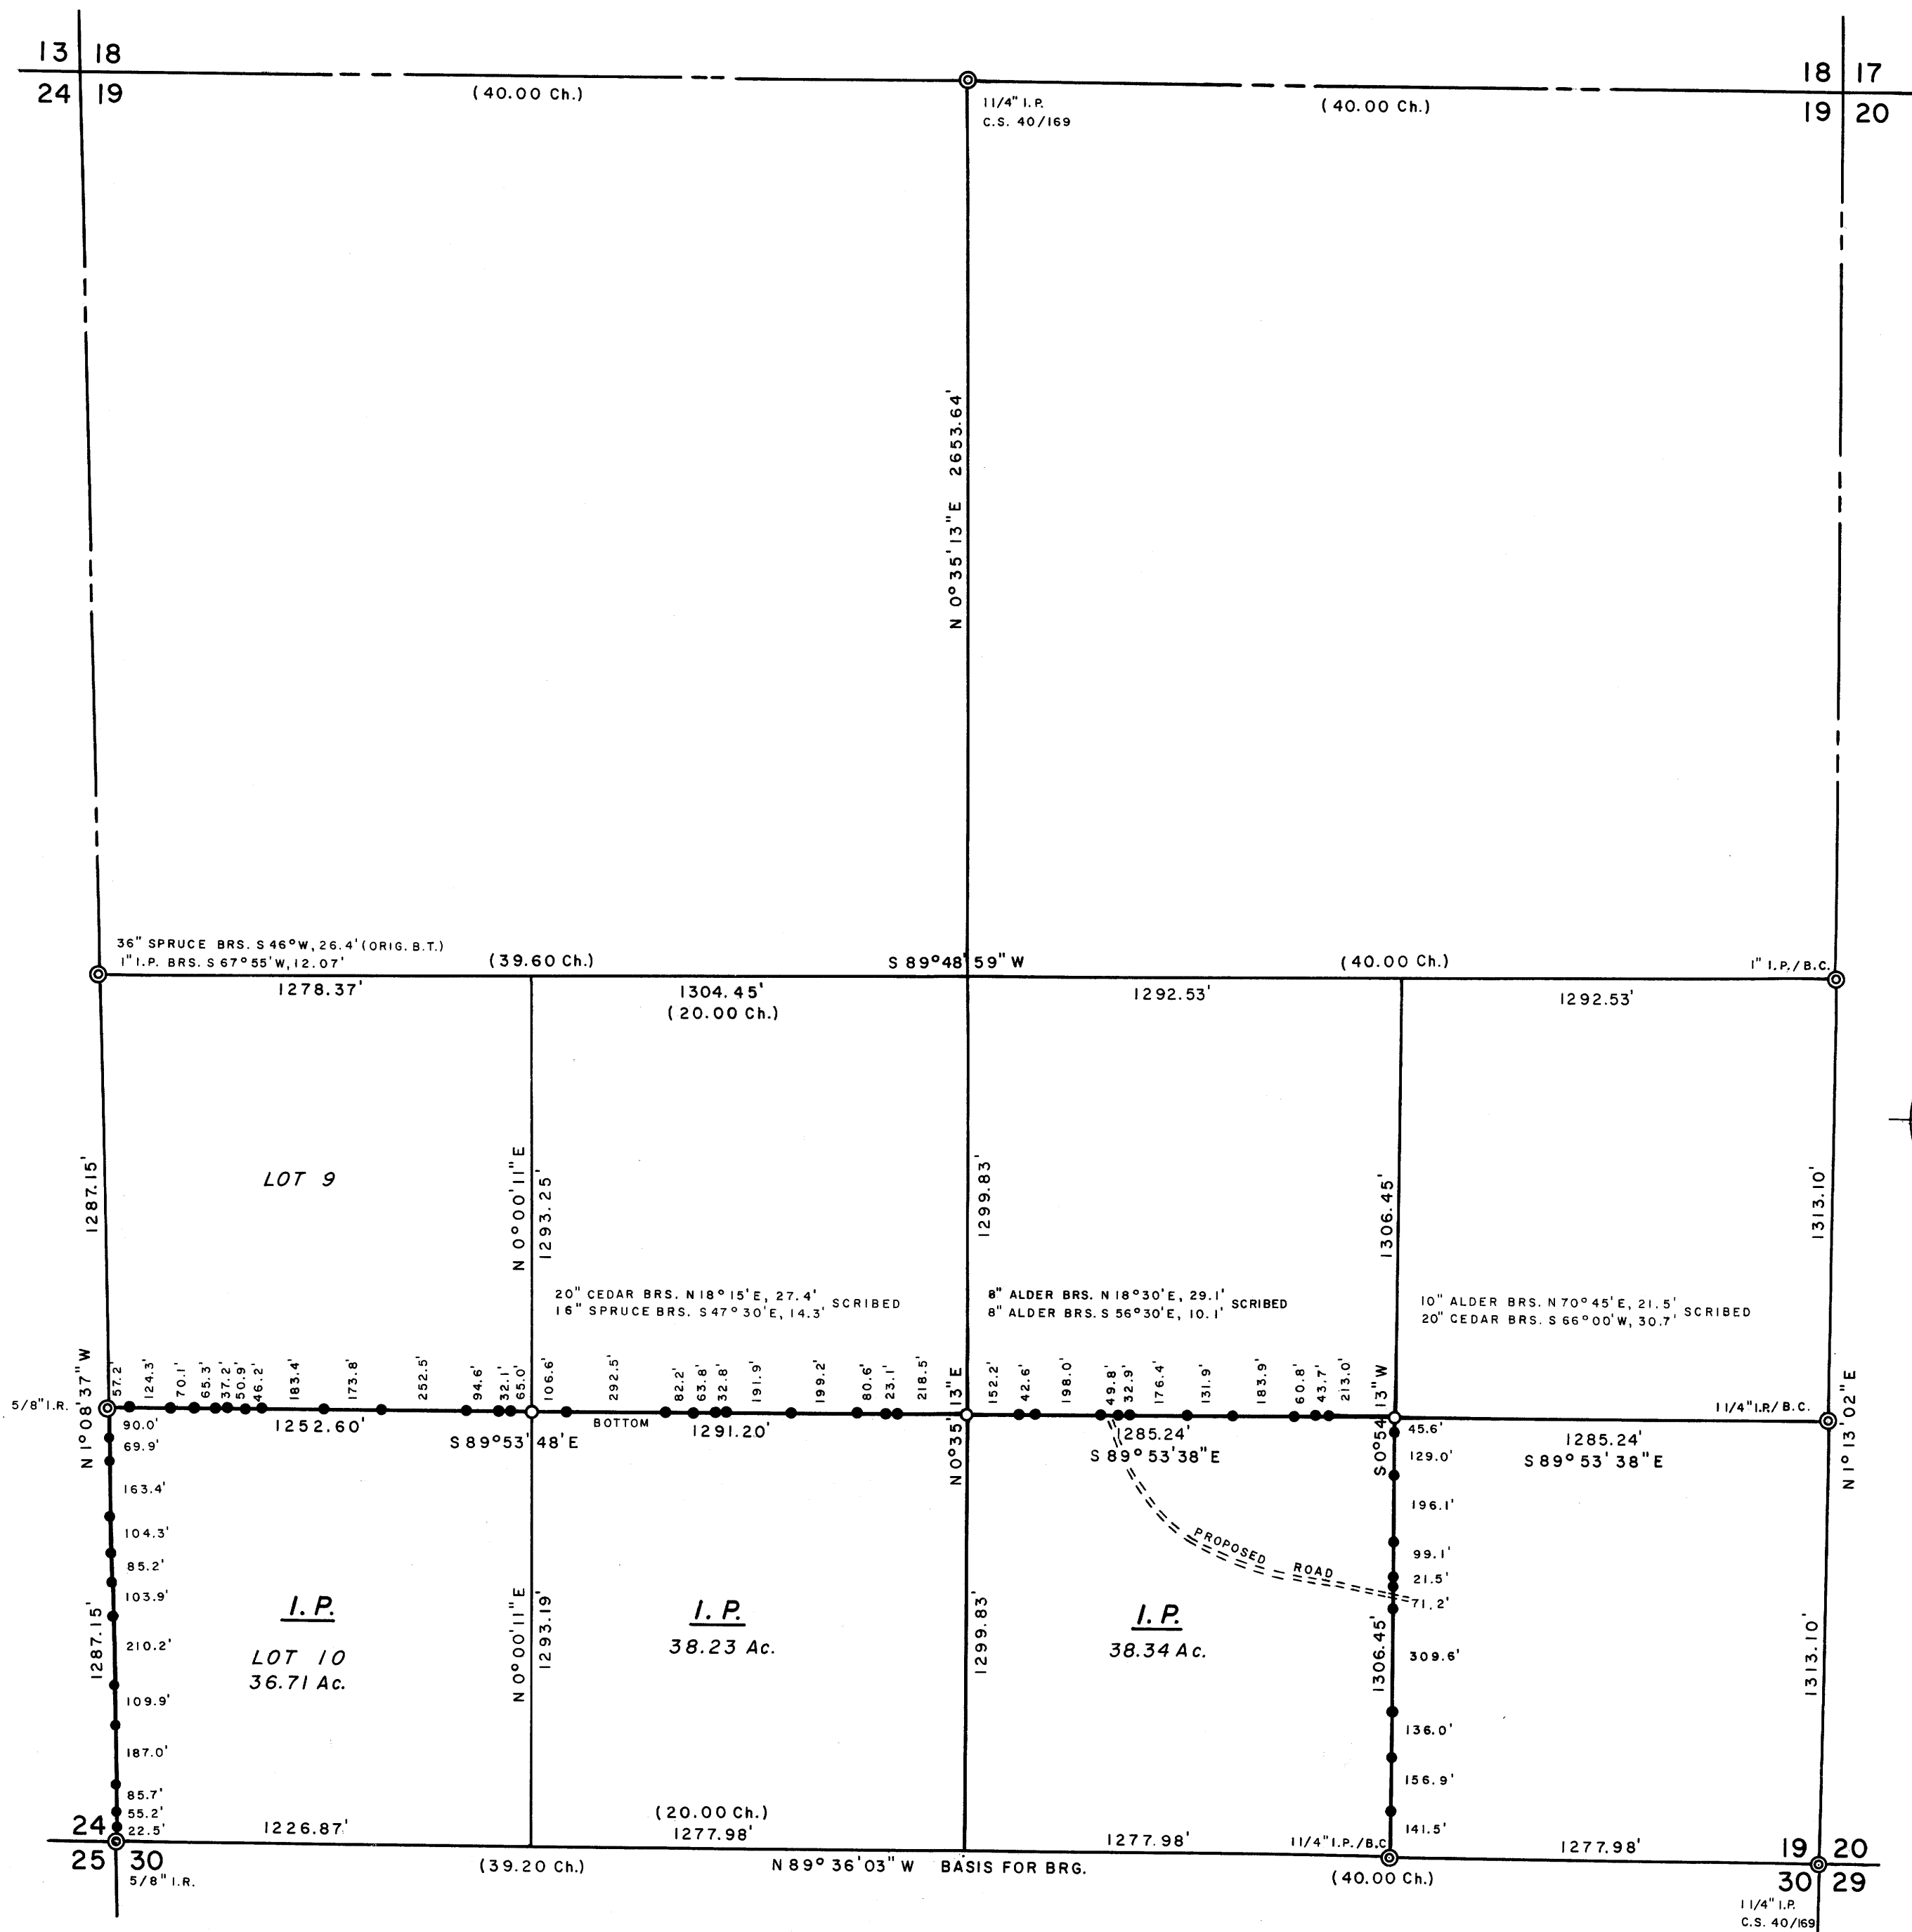 13 18
18 17
24 19
(40.00 Ch.)
1 1/4" I.P.
C.S. 40/169
(40.00 Ch.)
19 20
N 0° 35' 13" E 2653.64'
36" SPRUCE BRS. S 46° W, 26.4' (ORIG. B.T.)
1" I.P. BRS. S 67° 55' W, 12.07'
(39.60 Ch.)
S 89° 48' 59" W
(40.00 Ch.)
1" I.P./B.C.
1278.37'
1304.45'
(20.00 Ch.)
1292.53'
1292.53'
LOT 9
1287.15'
N 0° 00' 11" E
1293.25'
1299.83'
1306.45'
1313.10'
20" CEDAR BRS. N 18° 15' E, 27.4'
16" SPRUCE BRS. S 47° 30' E, 14.3'
SCRIBED
8" ALDER BRS. N 18° 30' E, 29.1'
8" ALDER BRS. S 56° 30' E, 10.1'
SCRIBED
10" ALDER BRS. N 70° 45' E, 21.5'
20" CEDAR BRS. S 66° 00' W, 30.7'
SCRIBED
N 1° 08' 37" W
57.2'
124.3'
70.1'
65.3'
37.2'
50.9'
46.2'
183.4'
173.8'
252.5'
94.6'
32.1'
65.0'
106.6'
292.5'
82.2'
63.8'
32.8'
191.9'
199.2'
80.6'
23.1'
218.5'
N 0° 35' 13" E
152.2'
42.6'
198.0'
49.8'
32.9'
176.4'
131.9'
183.9'
60.8'
43.7'
213.0'
S 0° 54' 13" W
N 1° 13' 02" E
5/8" I.R.
1 1/4" I.P./B.C.
1252.60'
BOTTOM
1291.20'
1285.24'
1285.24'
S 89° 53' 48" E
S 89° 53' 38" E
S 89° 53' 38" E
90.0'
69.9'
163.4'
104.3'
85.2'
103.9'
210.2'
109.9'
187.0'
85.7'
55.2'
22.5'
45.6'
129.0'
196.1'
99.1'
21.5'
71.2'
309.6'
136.0'
156.9'
141.5'
PROPOSED ROAD
1287.15'
I.P.
LOT 10
36.71 Ac.
N 0° 00' 11" E
1293.19'
I.P.
38.23 Ac.
1299.83'
I.P.
38.34 Ac.
1306.45'
1313.10'
24
1226.87'
(20.00 Ch.)
1277.98'
1277.98'
1 1/4" I.P./B.C
1277.98'
19 20
25 30
5/8" I.R.
(39.20 Ch.)
N 89° 36' 03" W BASIS FOR BRG.
(40.00 Ch.)
30 29
1 1/4" I.P.
C.S. 40/169